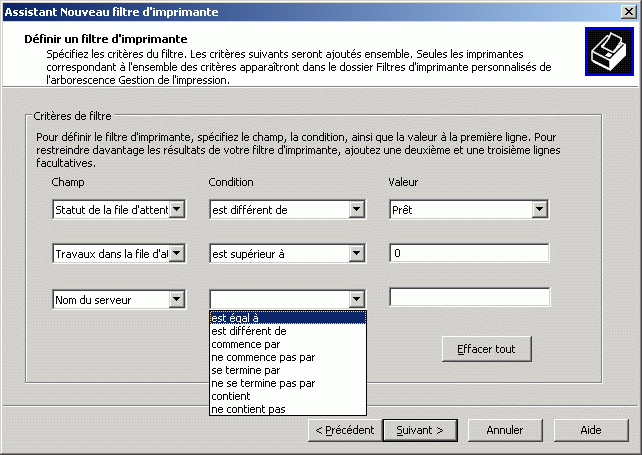 Assistant Nouveau filtre d'imprimante
Définir un filtre d'imprimante
Spécifiez les critères du filtre. Les critères suivants seront ajoutés ensemble. Seules les imprimantes
correspondant à l'ensemble des critères apparaîtront dans le dossier Filtres d'imprimante personnalisés de
l'arborescence Gestion de l'impression.
Critères de filtre
Pour définir le filtre d'imprimante, spécifiez le champ, la condition, ainsi que la valeur à la première ligne. Pour
restreindre davantage les résultats de votre filtre d'imprimante, ajoutez une deuxième et une troisième lignes
facultatives.
Champ Condition Valeur
Statut de la file d'attent est différent de Prêt
Travaux dans la file d'at est supérieur à 0
Nom du serveur
est égal à
est différent de
commence par
ne commence pas par
se termine par
ne se termine pas par
contient
ne contient pas
Effacer tout
< Précédent Suivant > Annuler Aide